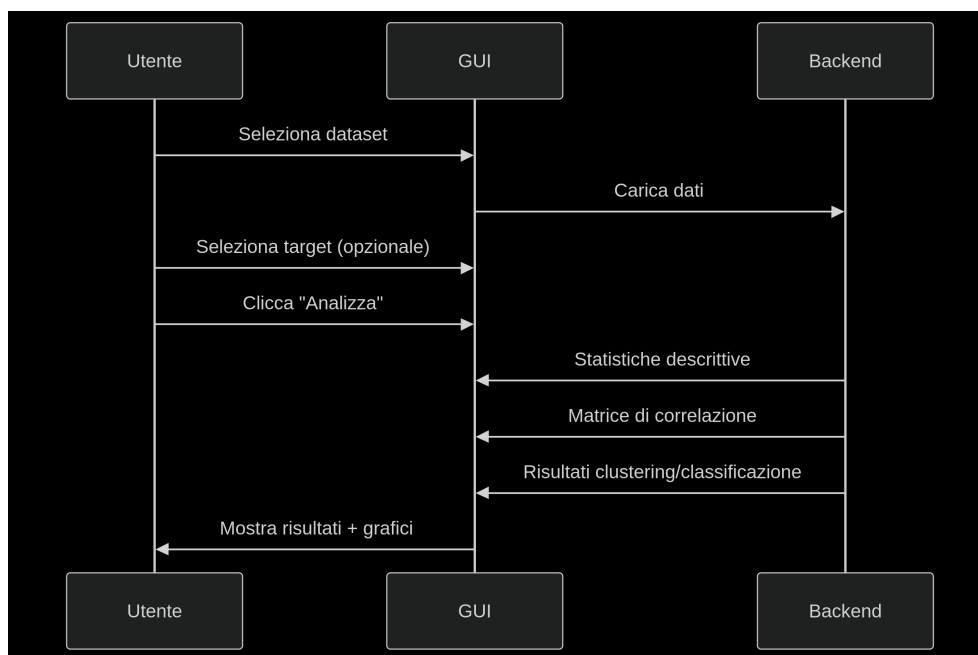 Utente
GUI
Backend
Seleziona dataset
Carica dati
Seleziona target (opzionale)
Clicca "Analizza"
Statistiche descrittive
Matrice di correlazione
Risultati clustering/classificazione
Mostra risultati + grafici
Utente
GUI
Backend